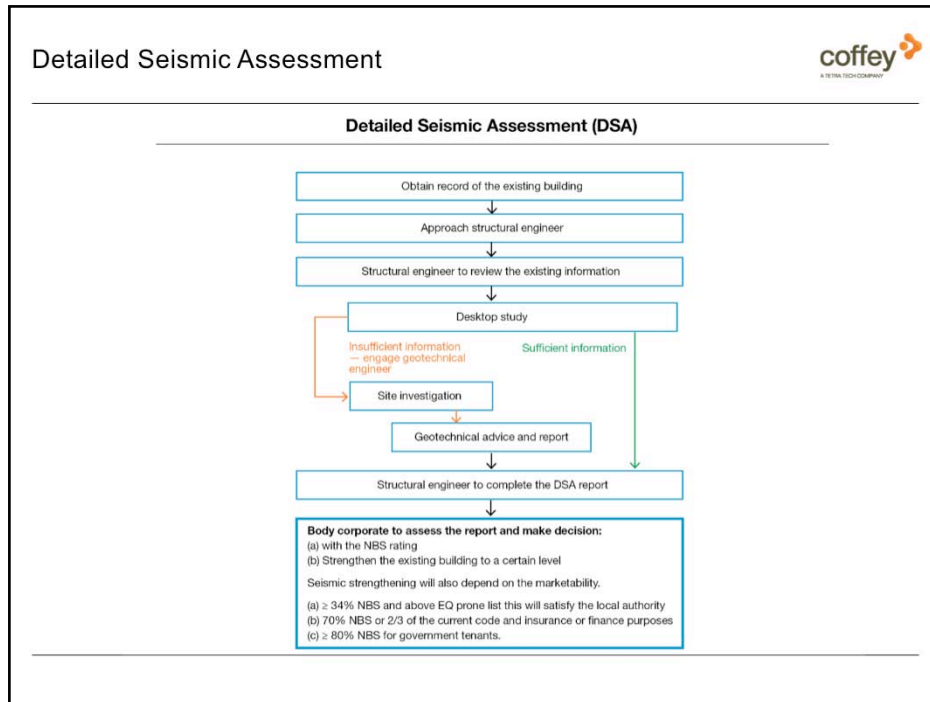 Detailed Seismic Assessment
coffey
A TETRA TECH COMPANY
Detailed Seismic Assessment (DSA)
Obtain record of the existing building
Approach structural engineer
Structural engineer to review the existing information
Desktop study
Insufficient information
— engage geotechnical
engineer
Sufficient information
Site investigation
Geotechnical advice and report
Structural engineer to complete the DSA report
Body corporate to assess the report and make decision:
(a) with the NBS rating
(b) Strengthen the existing building to a certain level
Seismic strengthening will also depend on the marketability.
(a) ≥ 34% NBS and above EQ prone list this will satisfy the local authority
(b) 70% NBS or 2/3 of the current code and insurance or finance purposes
(c) ≥ 80% NBS for government tenants.